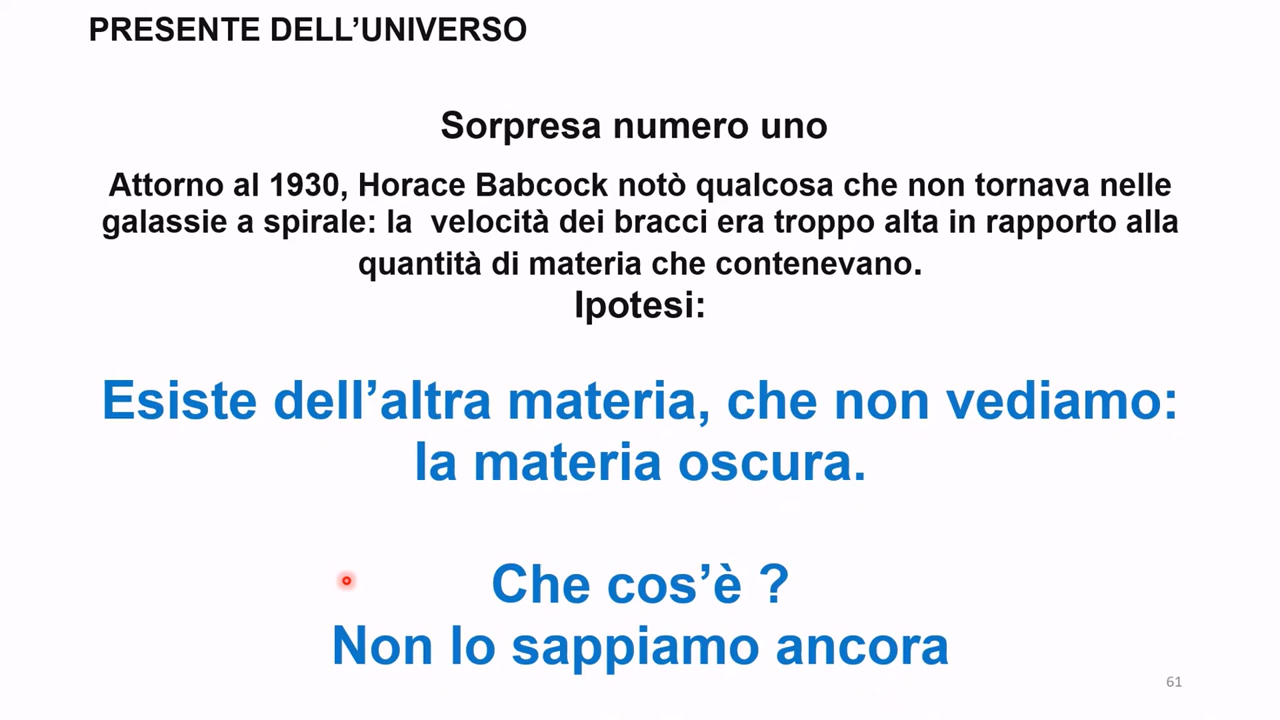 PRESENTE DELL’UNIVERSO
Sorpresa numero uno
Attorno al 1930, Horace Babcock notò qualcosa che non tornava nelle
galassie a spirale: la  velocità dei bracci era troppo alta in rapporto alla
quantità di materia che contenevano.
Ipotesi:
Esiste dell’altra materia, che non vediamo:
la materia oscura.
Che cos’è ?
Non lo sappiamo ancora
61